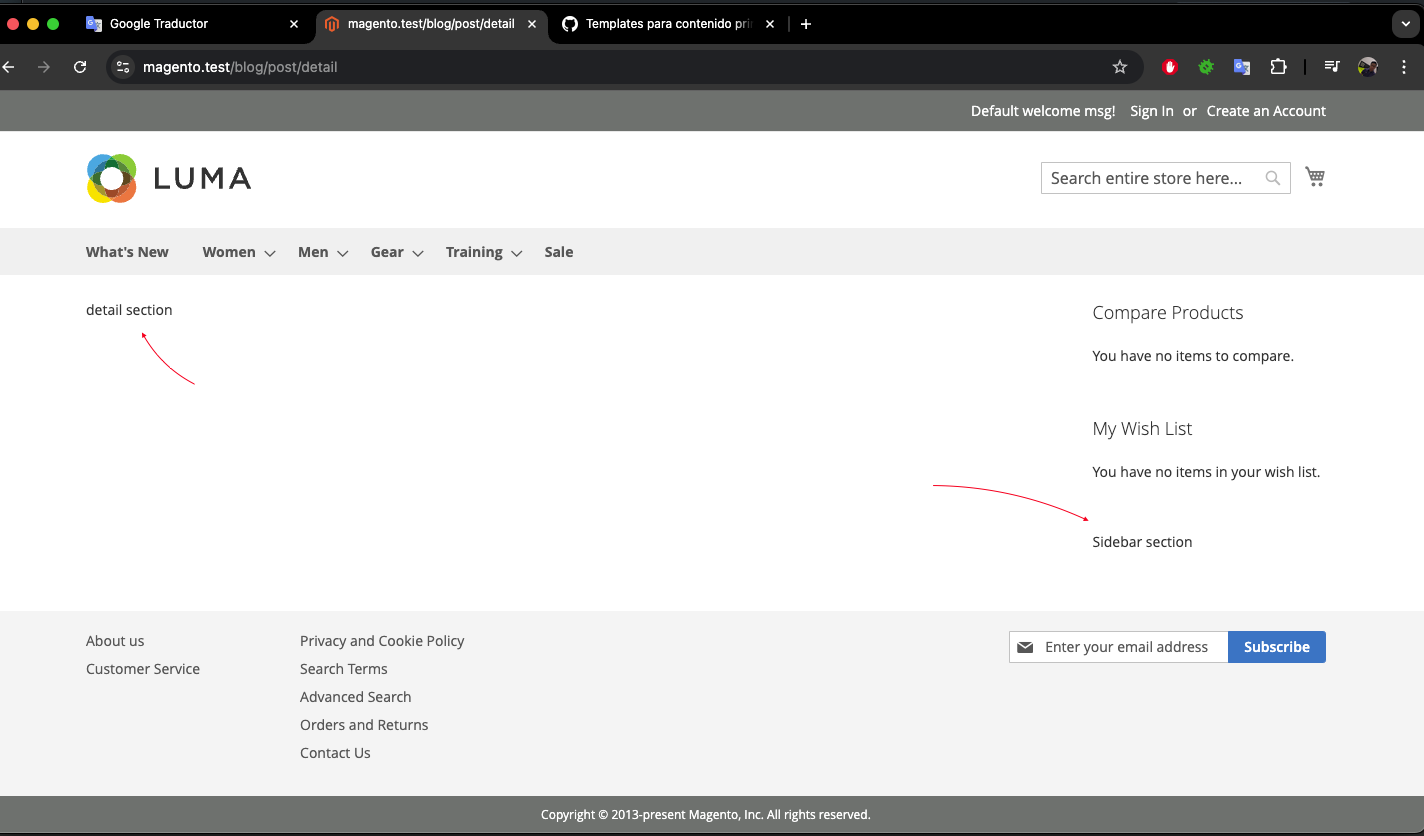 Google Traductor
magento.test/blog/post/detail
Templates para contenido pri
magento.test/blog/post/detail
Default welcome msg! Sign In or Create an Account
LUMA
Search entire store here...
What's New Women Men Gear Training Sale
detail section
Compare Products
You have no items to compare.
My Wish List
You have no items in your wish list.
Sidebar section
About us
Customer Service
Privacy and Cookie Policy
Search Terms
Advanced Search
Orders and Returns
Contact Us
Enter your email address
Subscribe
Copyright © 2013-present Magento, Inc. All rights reserved.